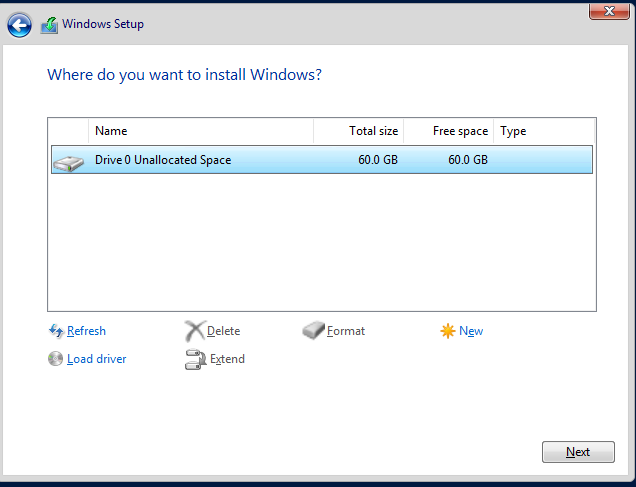 Windows Setup
Where do you want to install Windows?
Name Total size Free space Type
Drive 0 Unallocated Space 60.0 GB 60.0 GB
Refresh Delete Format New
Load driver Extend
Next